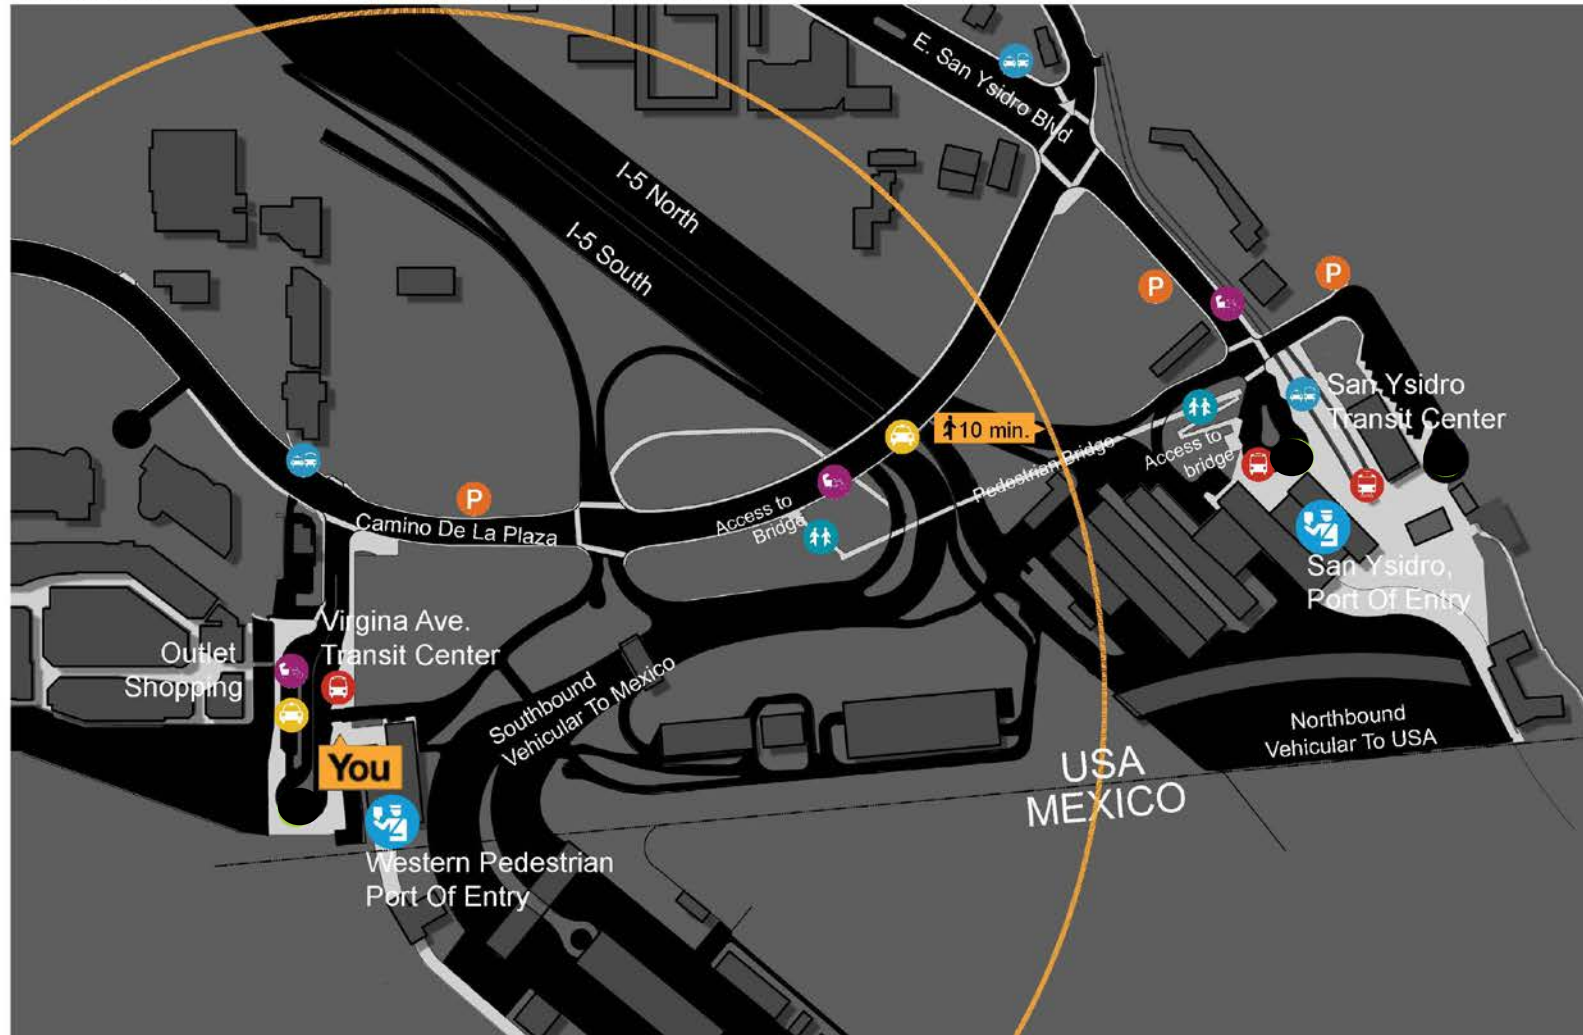 E. San Ysidro Blvd
I-5 North
I-5 South
P
P
San Ysidro
Transit Center
10 min.
Pedestrian Bridge
Access to
bridge
P
Camino De La Plaza
Access to
Bridge
San Ysidro,
Port Of Entry
Virgina Ave.
Transit Center
Outlet
Shopping
Southbound
Vehicular To Mexico
Northbound
Vehicular To USA
You
USA
MEXICO
Western Pedestrian
Port Of Entry